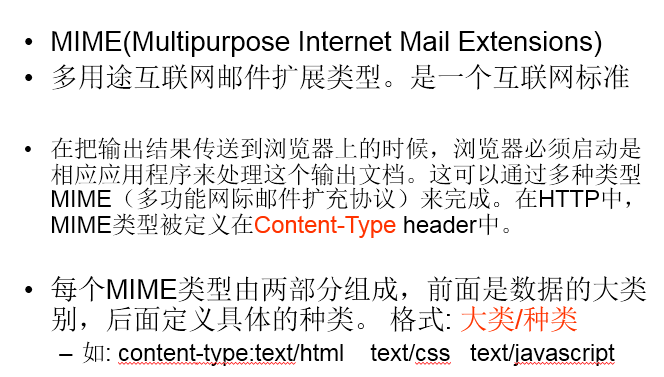 • MIME(Multipurpose Internet Mail Extensions)
• 多用途互联网邮件扩展类型。是一个互联网标准
• 在把输出结果传送到浏览器上的时候，浏览器必须启动是
相应应用程序来处理这个输出文档。这可以通过多种类型
MIME（多功能网际邮件扩充协议）来完成。在HTTP中，
MIME类型被定义在Content-Type header中。
• 每个MIME类型由两部分组成，前面是数据的大类
别，后面定义具体的种类。 格式: 大类/种类
– 如: content-type:text/html text/css text/javascript